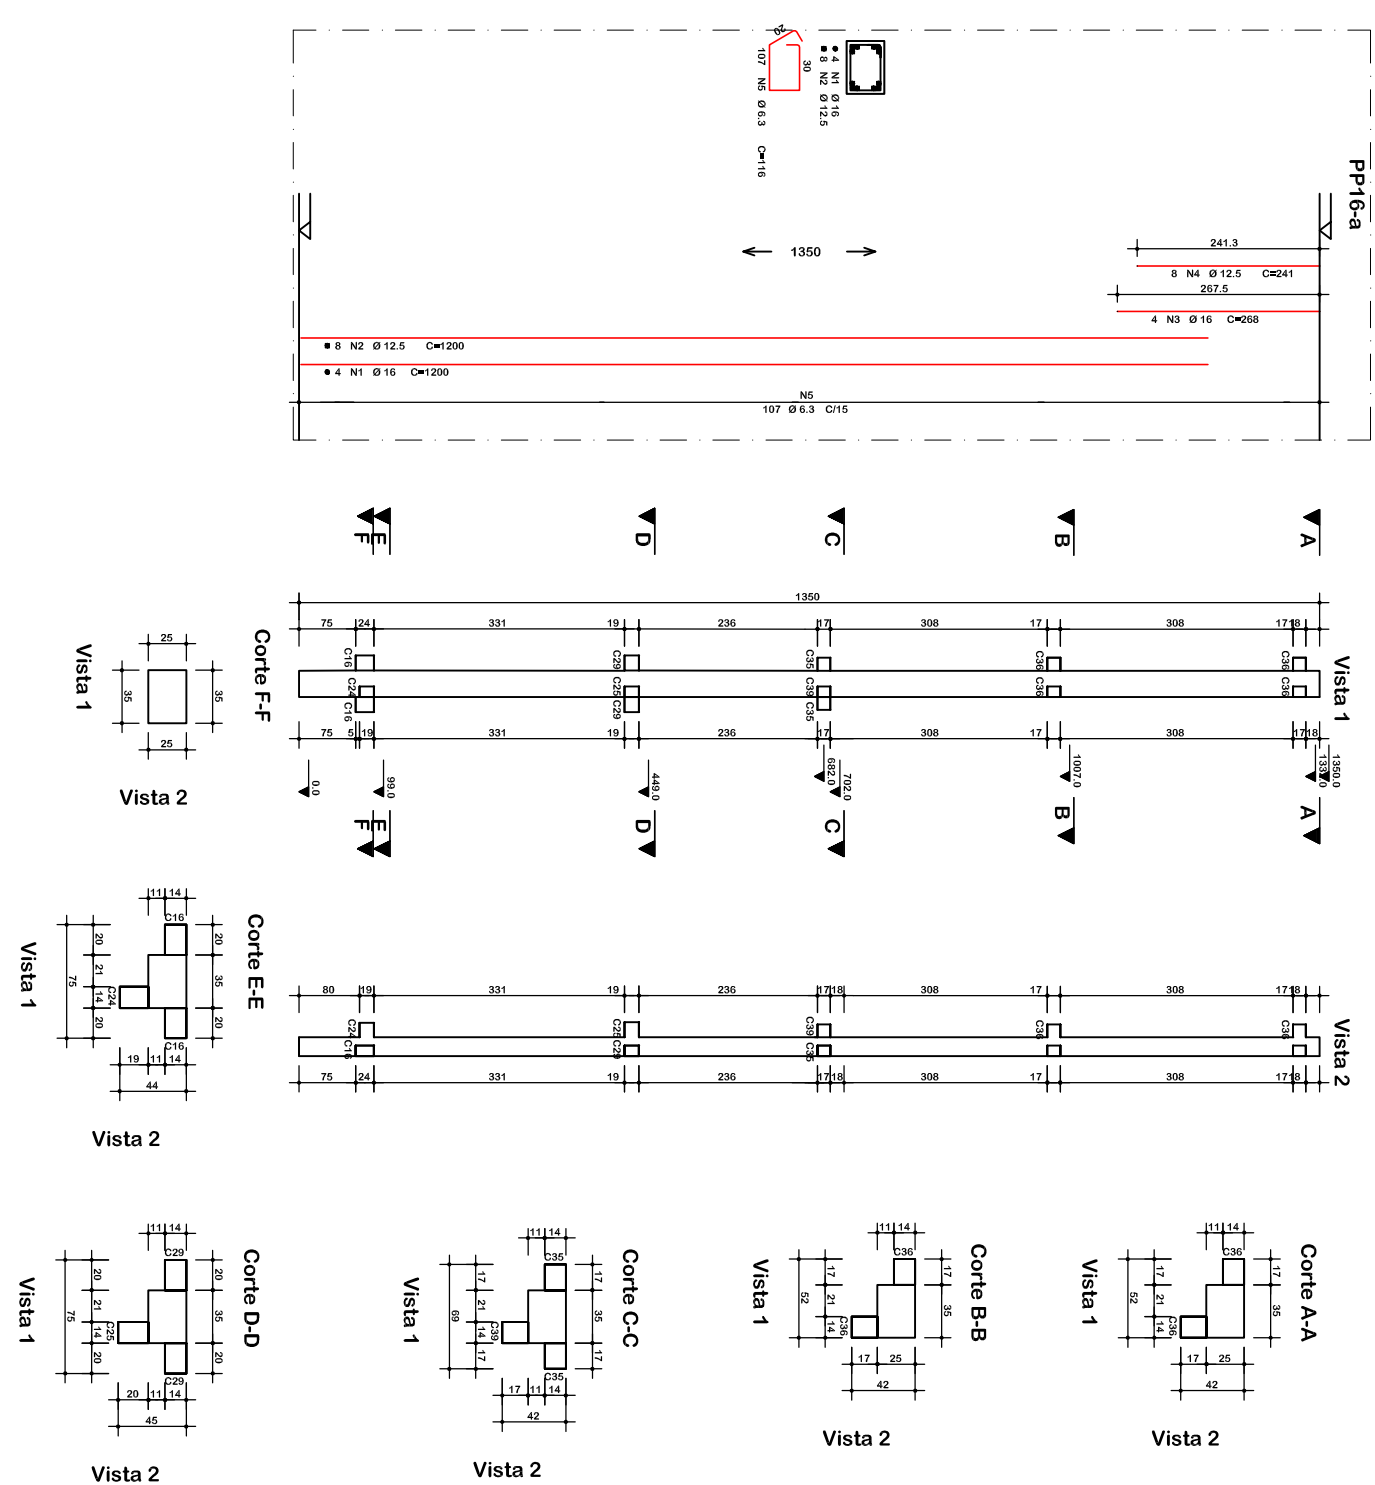 PP16-a
20
30
107 N5 Ø 6.3 C=116
8 N2 Ø 12.5
4 N1 Ø 16
1350
241.3
8 N4 Ø 12.5 C=241
267.5
4 N3 Ø 16 C=268
8 N2 Ø 12.5 C=1200
4 N1 Ø 16 C=1200
N5
107 Ø 6.3 C/15
F E D C B A
1350
75 24 331 19 236 17 308 17 308 17 18
C16 C29 C35 C36 C36
C24 C25 C39 C36 C36
C16 C29 C35
Vista 1
75 5 19 331 19 236 17 308 17 308 17 18
0.0 99.0 449.0 682.0 702.0 1007.0 1350.0
F E D C B A
Corte F-F
25
35 35
25
Vista 1
Vista 2
Corte E-E
11 14
C16
20 21 14 20
75
20 35 20
C24
C16
19 11 14
44
Vista 1
Vista 2
80 19 331 19 236 17 18 308 17 308 17 18
C24 C25 C39 C36 C36
C16 C29 C35
Vista 2
75 24 331 19 236 17 18 308 17 308 17 18
Corte D-D
11 14
C29
20 21 14 20
75
20 35 20
C25
C29
20 11 14
45
Vista 1
Vista 2
Corte C-C
11 14
C35
17 21 14 17
69
17 35 17
C39
C35
17 11 14
42
Vista 1
Vista 2
Corte B-B
11 14
C36
17 21 14
52
17 35
C36
17 25
42
Vista 1
Vista 2
Corte A-A
11 14
C36
17 21 14
52
17 35
C36
17 25
42
Vista 1
Vista 2